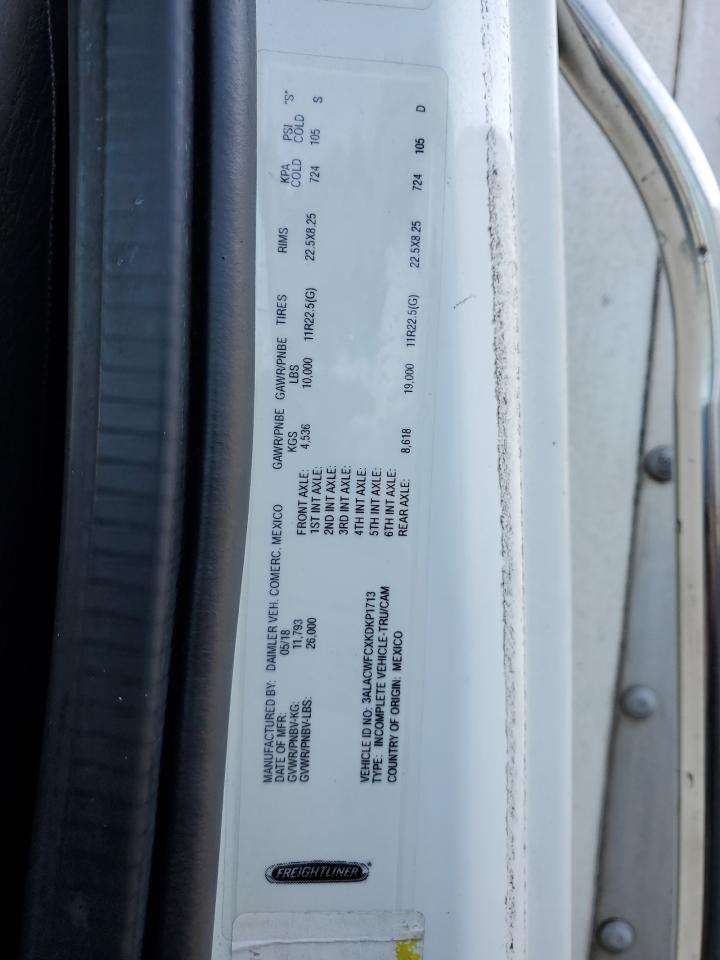 FREIGHTLINER
MANUFACTURED BY: DAIMLER VEH. COMERC. MEXICO
DATE OF MFR: 05/18
GVWR/PNBV-KG: 11,793
GVWR/PNBV-LBS: 26,000
VEHICLE ID NO: 3ALACWFCXKDKP1713
TYPE: INCOMPLETE VEHICLE-TRU/CAM
COUNTRY OF ORIGIN: MEXICO
GAWR/PNBE GAWR/PNBE TIRES RIMS KPA PSI "S"
KGS LBS COLD COLD
FRONT AXLE: 4,536 10,000 11R22.5(G) 22.5X8.25 724 105 S
1ST INT AXLE:
2ND INT AXLE:
3RD INT AXLE:
4TH INT AXLE:
5TH INT AXLE:
6TH INT AXLE:
REAR AXLE: 8,618 19,000 11R22.5(G) 22.5X8.25 724 105 D